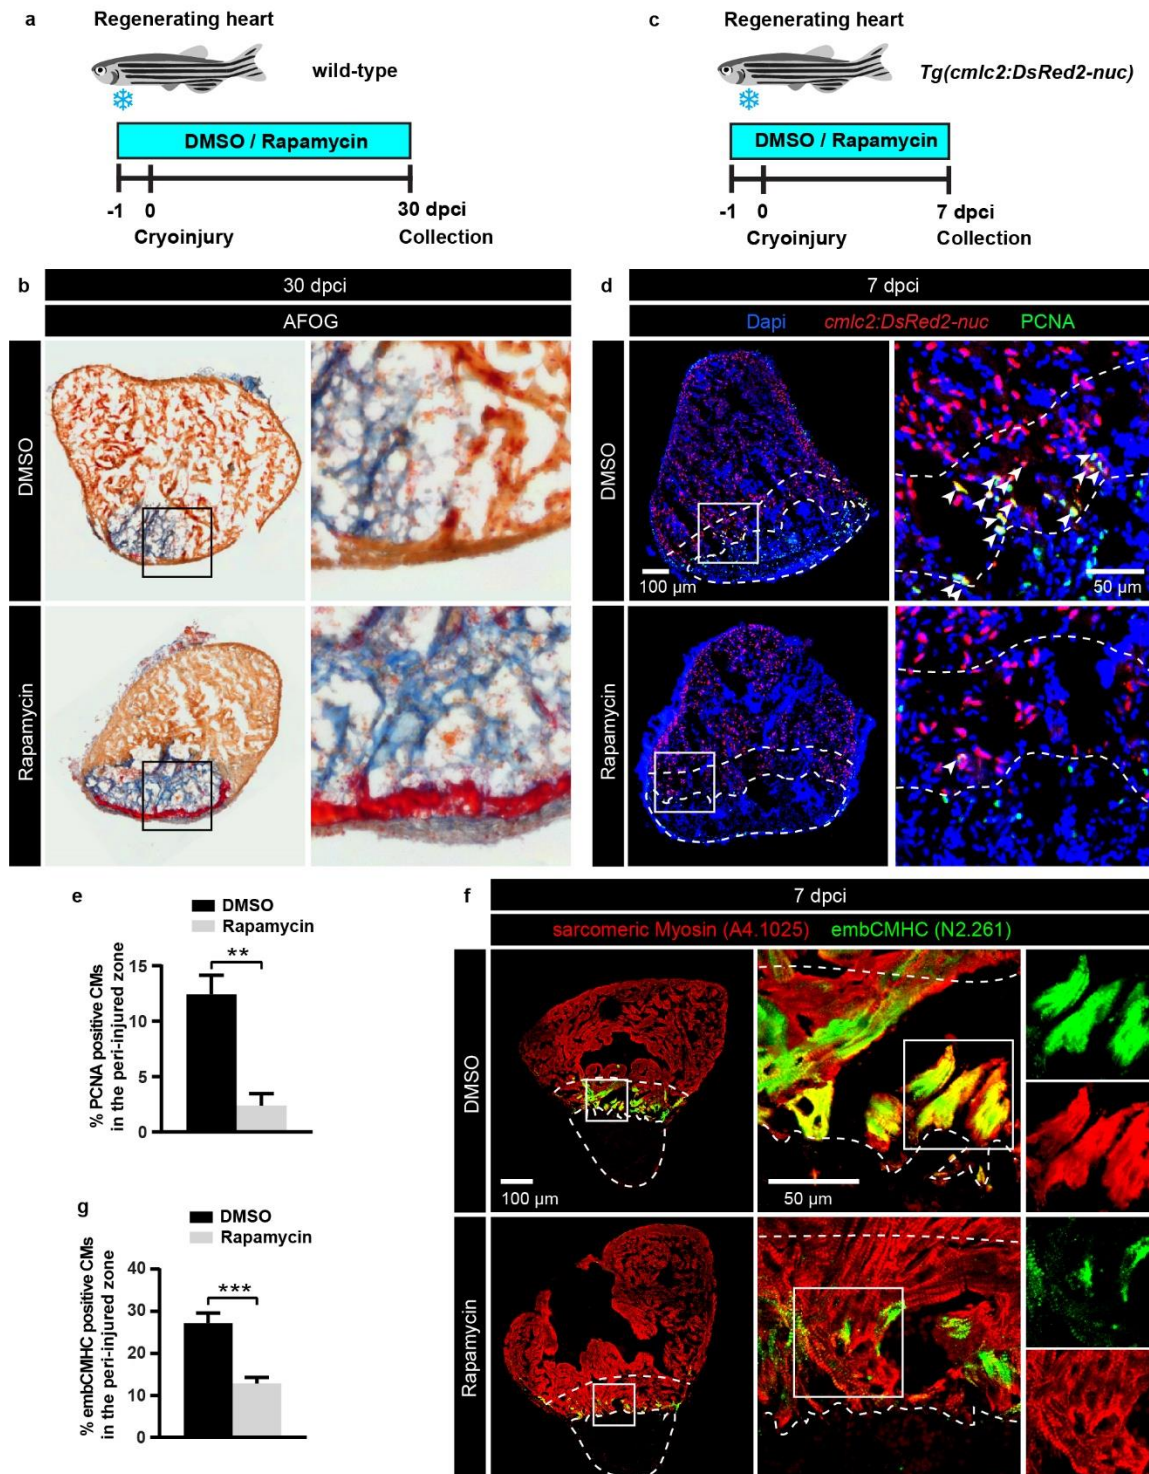 a
Regenerating heart
wild-type
DMSO / Rapamycin
-1 0 30 dpci
Cryoinjury Collection
c
Regenerating heart
Tg(cmlc2:DsRed2-nuc)
DMSO / Rapamycin
-1 0 7 dpci
Cryoinjury Collection
b
30 dpci
AFOG
DMSO
Rapamycin
d
7 dpci
Dapi cmlc2:DsRed2-nuc PCNA
DMSO
100 µm
50 µm
Rapamycin
e
DMSO
Rapamycin
% PCNA positive CMs
in the peri-injured zone
15
10
5
0
**
g
DMSO
Rapamycin
% embCMHC positive CMs
in the peri-injured zone
40
30
20
10
0
***
f
7 dpci
sarcomeric Myosin (A4.1025) embCMHC (N2.261)
DMSO
100 µm
50 µm
Rapamycin